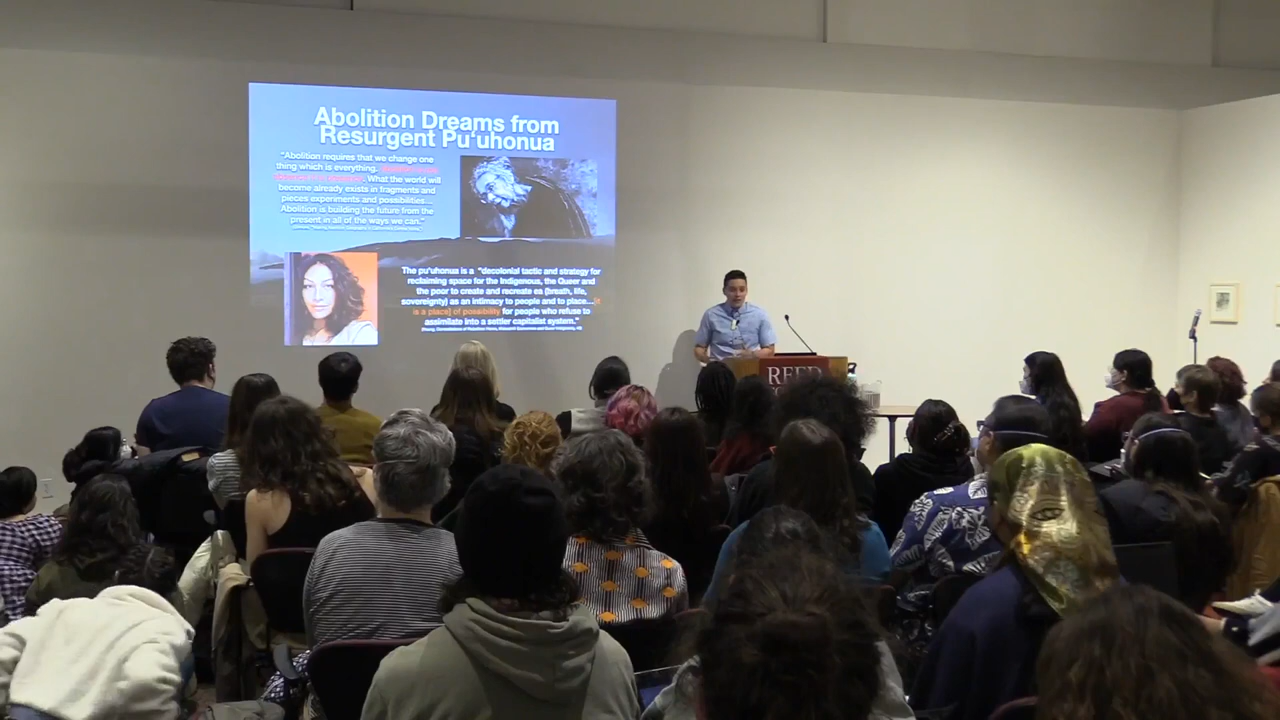 Abolition Dreams from
Resurgent Pu‘uhonua
"Abolition requires that we change one
thing which is everything.
What the world will
become already exists in fragments and
pieces experiments and possibilities...
Abolition is building the future from the
present in all of the ways we can."
The pu‘uhonua is a "decolonial tactic and strategy for
reclaiming space for the Indigenous, the Queer and
the poor to create and recreate ea (breath, life,
sovereignty) as an intimacy to people and to place...[it
is a place] of possibility for people who refuse to
assimilate into a settler capitalist system."
REED